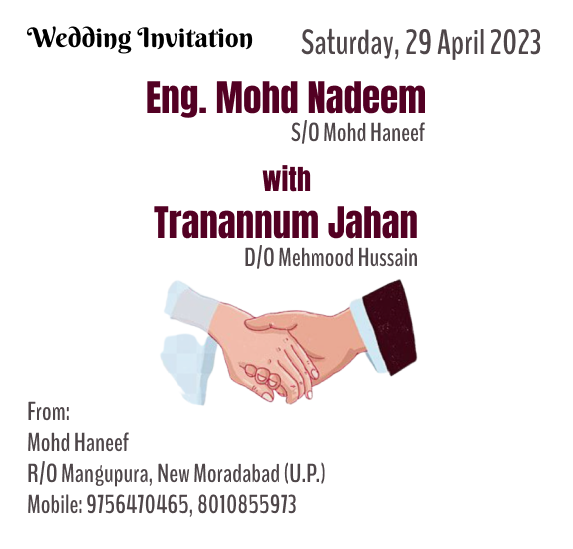 Wedding Invitation
Saturday, 29 April 2023
Eng. Mohd Nadeem
S/O Mohd Haneef
with
Tranannum Jahan
D/O Mehmood Hussain
From:
Mohd Haneef
R/O Mangupura, New Moradabad (U.P.)
Mobile: 9756470465, 8010855973